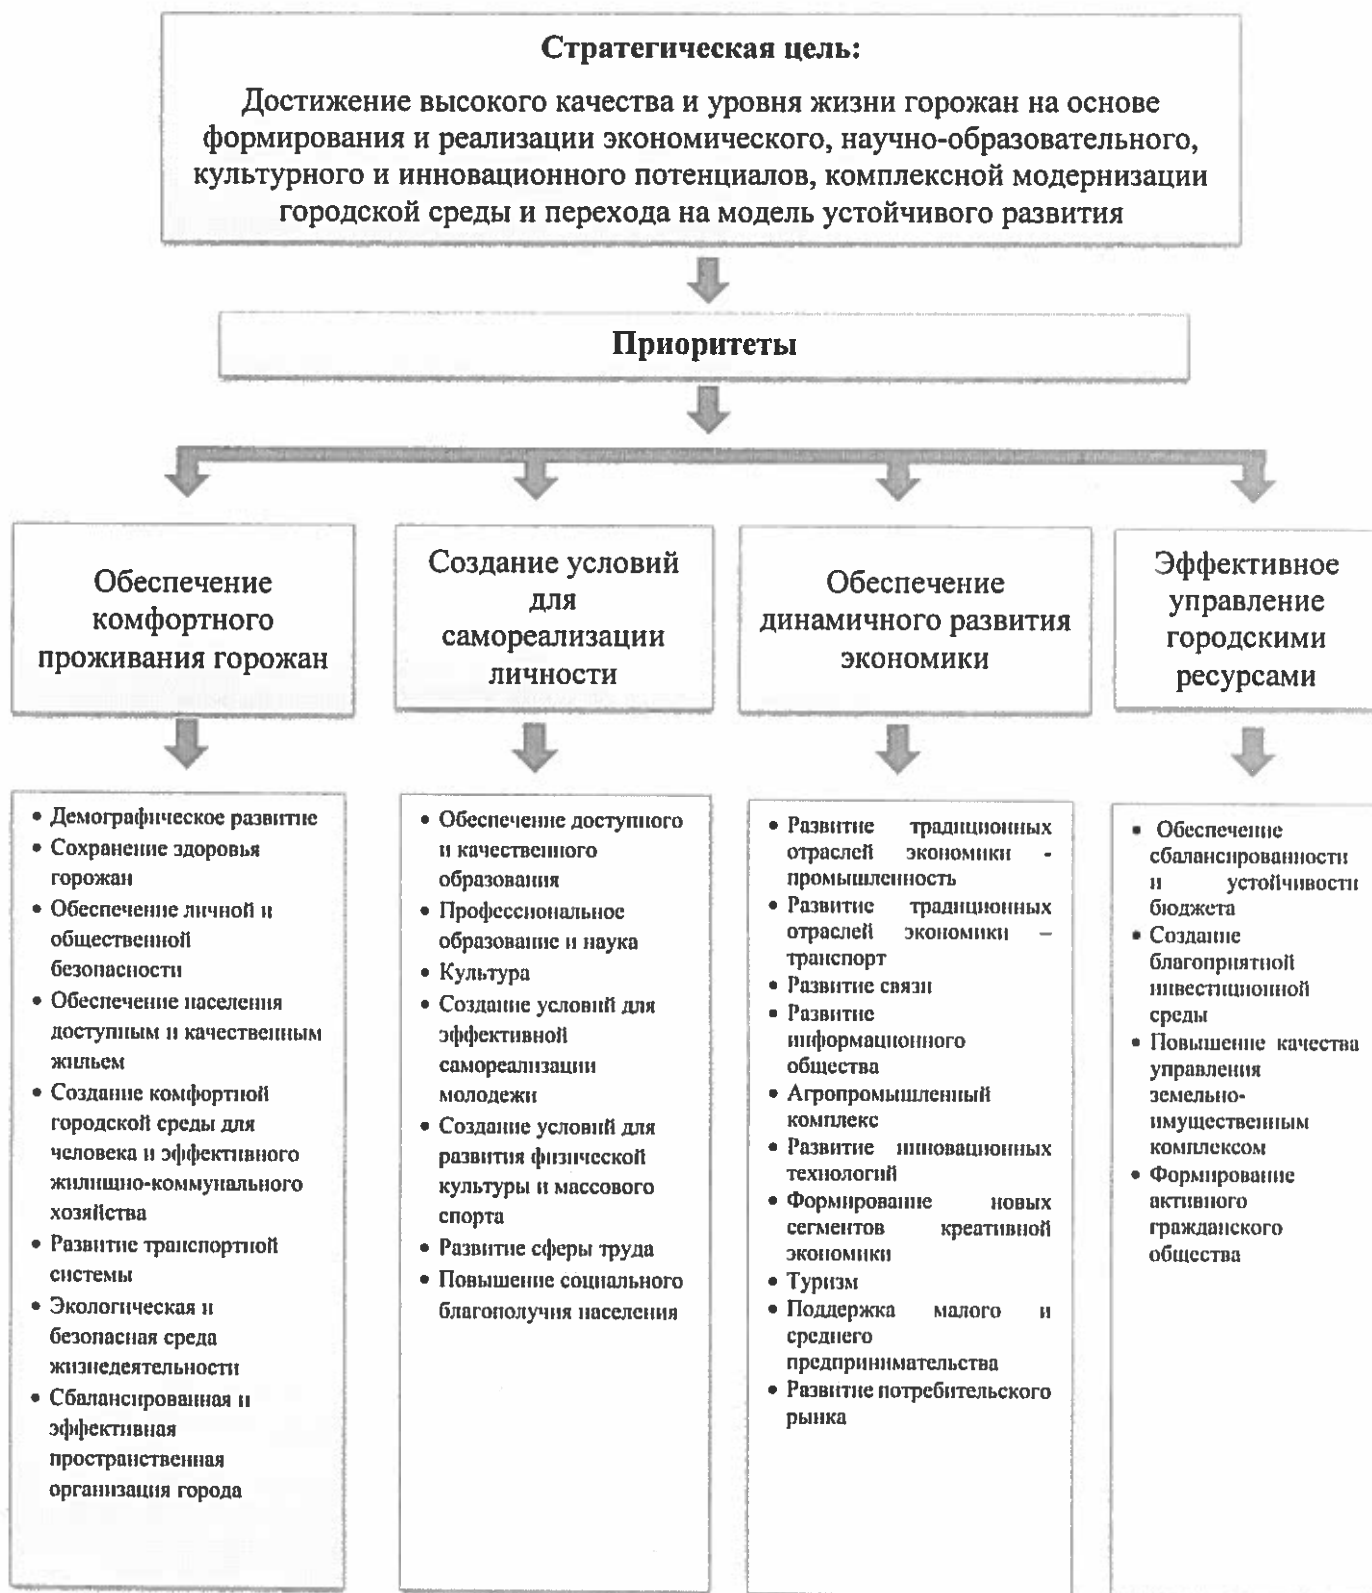 Стратегическая цель:
Достижение высокого качества и уровня жизни горожан на основе
формирования и реализации экономического, научно-образовательного,
культурного и инновационного потенциалов, комплексной модернизации
городской среды и перехода на модель устойчивого развития
Приоритеты
Обеспечение
комфортного
проживания горожан
Создание условий
для
самореализации
личности
Обеспечение
динамичного развития
экономики
Эффективное
управление
городскими
ресурсами
• Демографическое развитие
• Сохранение здоровья
горожан
• Обеспечение личной и
общественной
безопасности
• Обеспечение населения
доступным и качественным
жильем
• Создание комфортной
городской среды для
человека и эффективного
жилищно-коммунального
хозяйства
• Развитие транспортной
системы
• Экологическая и
безопасная среда
жизнедеятельности
• Сбалансированная и
эффективная
пространственная
организация города
• Обеспечение доступного
и качественного
образования
• Профессиональное
образование и наука
• Культура
• Создание условий для
эффективной
самореализации
молодежи
• Создание условий для
развития физической
культуры и массового
спорта
• Развитие сферы труда
• Повышение социального
благополучия населения
• Развитие традиционных
отраслей экономики -
промышленность
• Развитие традиционных
отраслей экономики –
транспорт
• Развитие связи
• Развитие
информационного
общества
• Агропромышленный
комплекс
• Развитие инновационных
технологий
• Формирование новых
сегментов креативной
экономики
• Туризм
• Поддержка малого и
среднего
предпринимательства
• Развитие потребительского
рынка
• Обеспечение
сбалансированности
и устойчивости
бюджета
• Создание
благоприятной
инвестиционной
среды
• Повышение качества
управления
земельно-
имущественным
комплексом
• Формирование
активного
гражданского
общества